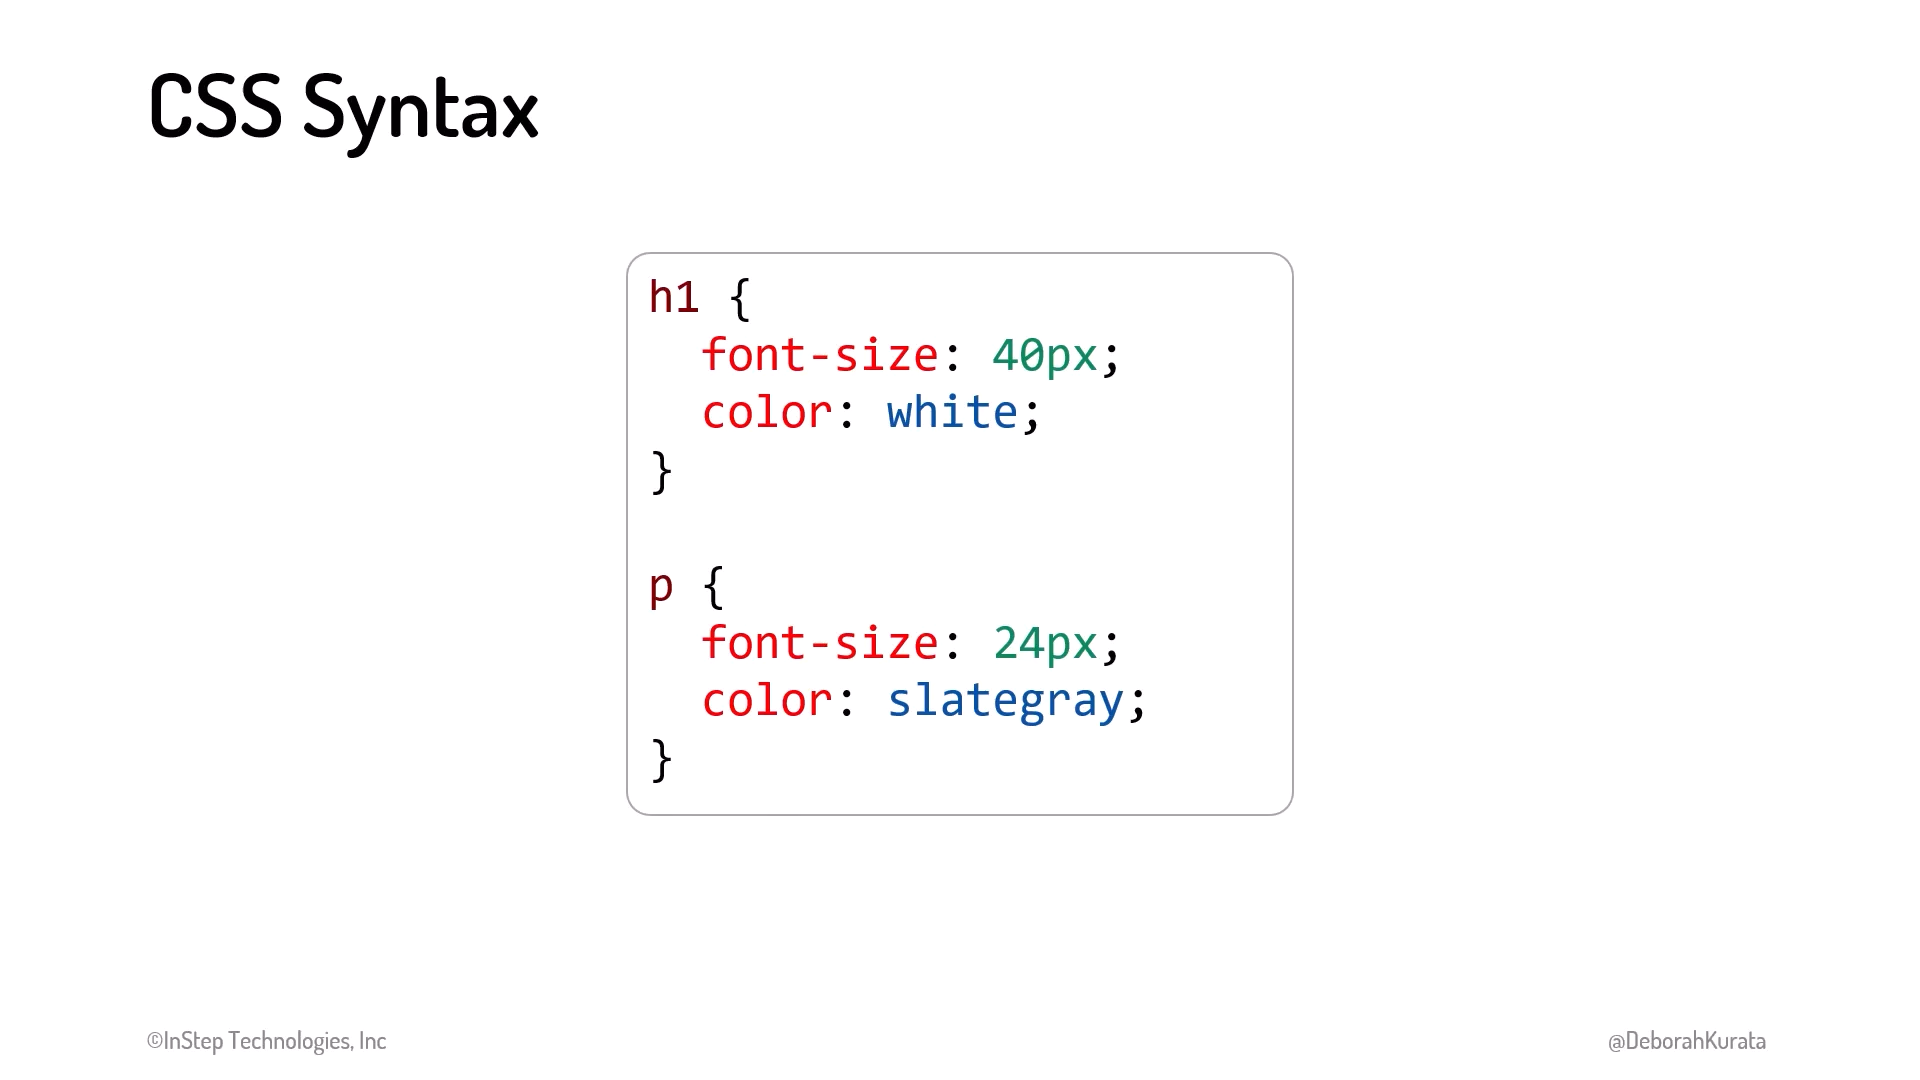 CSS Syntax
h1 {
  font-size: 40px;
  color: white;
}

p {
  font-size: 24px;
  color: slategray;
}
©InStep Technologies, Inc
@DeborahKurata